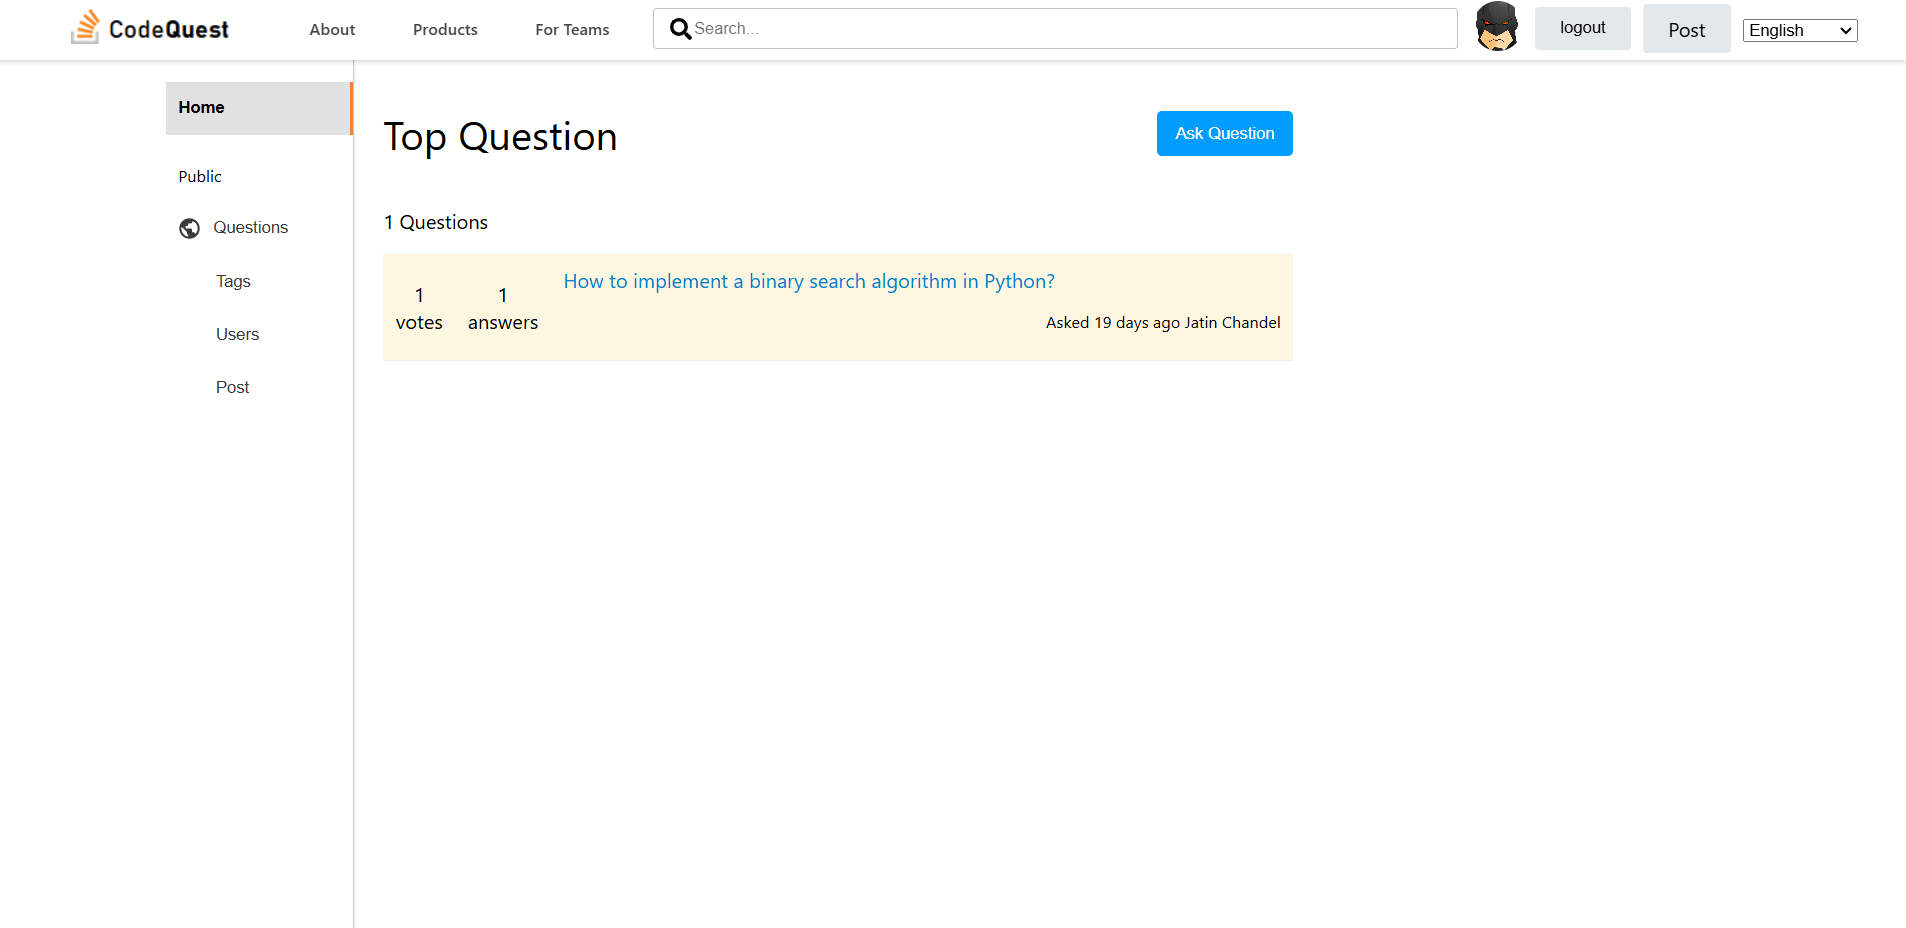 CodeQuest About Products For Teams Search... logout Post English
Home
Top Question
Ask Question
Public
1 Questions
Questions
How to implement a binary search algorithm in Python?
1 votes
1 answers
Asked 19 days ago Jatin Chandel
Tags
Users
Post